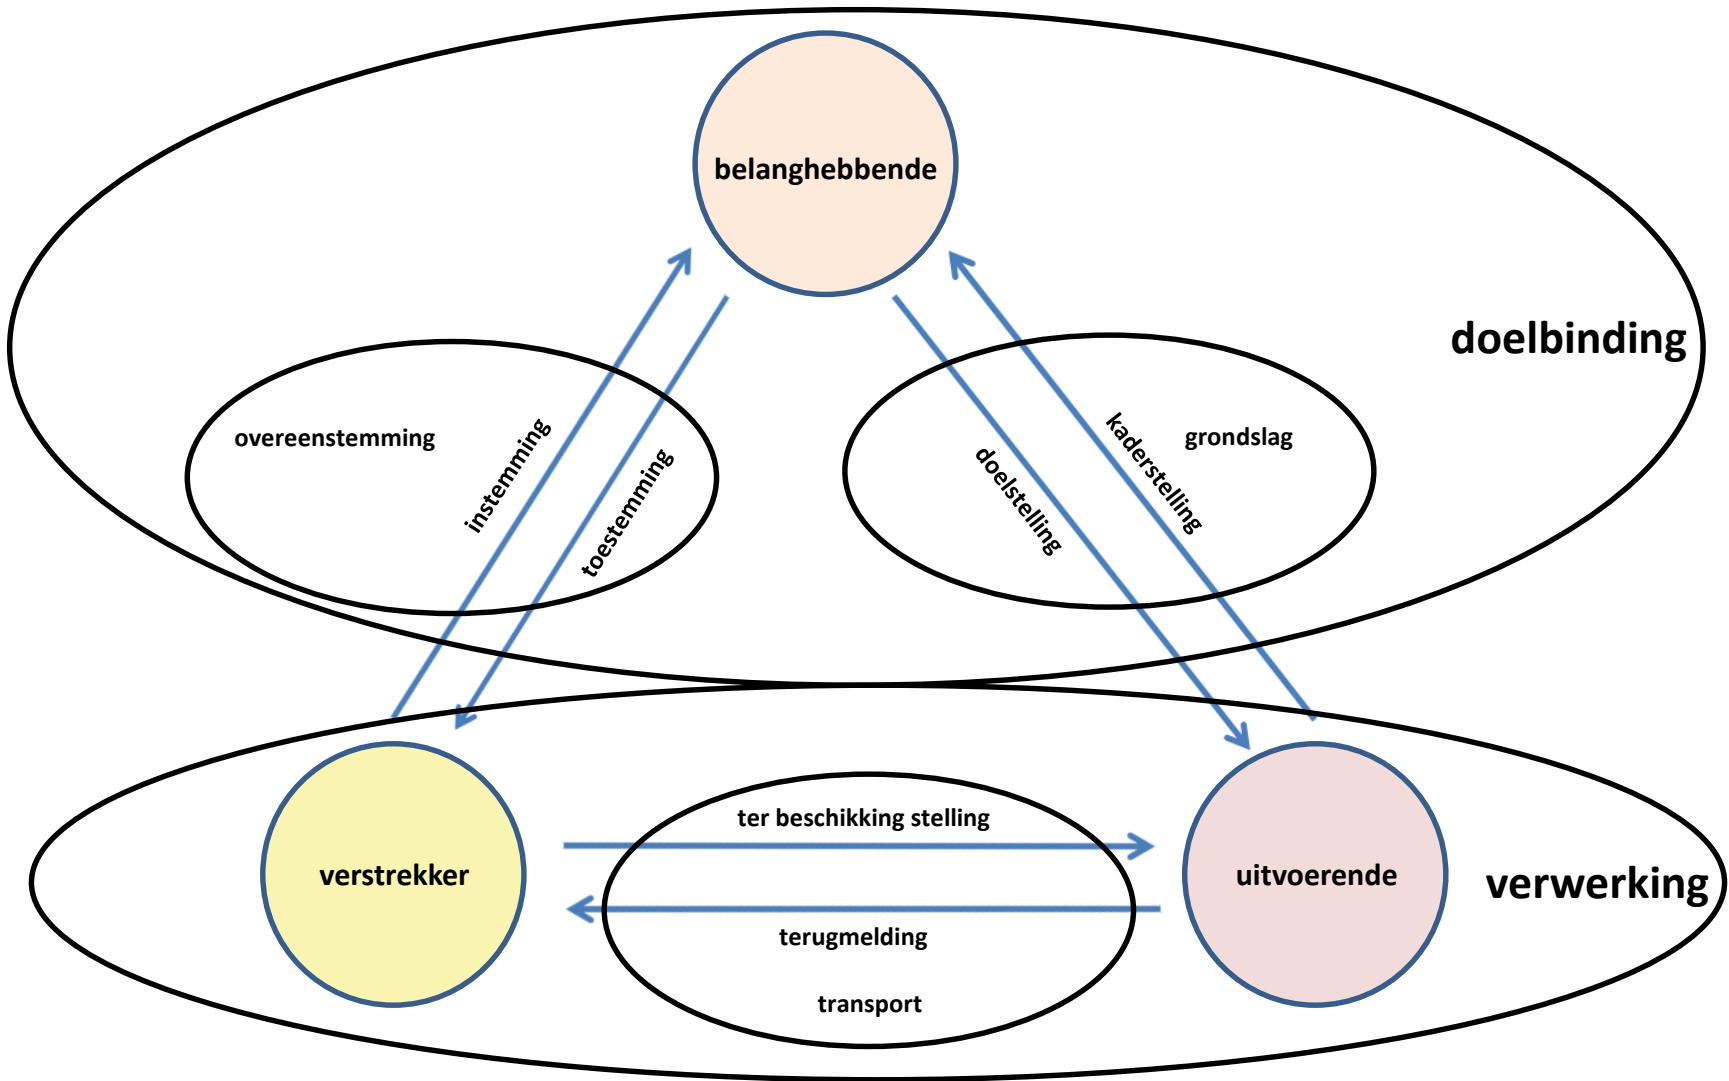 belanghebbende
doelbinding
overeenstemming
instemming
toestemming
doelstelling
kaderstelling
grondslag
ter beschikking stelling
verstrekker
uitvoerende
verwerking
terugmelding
transport